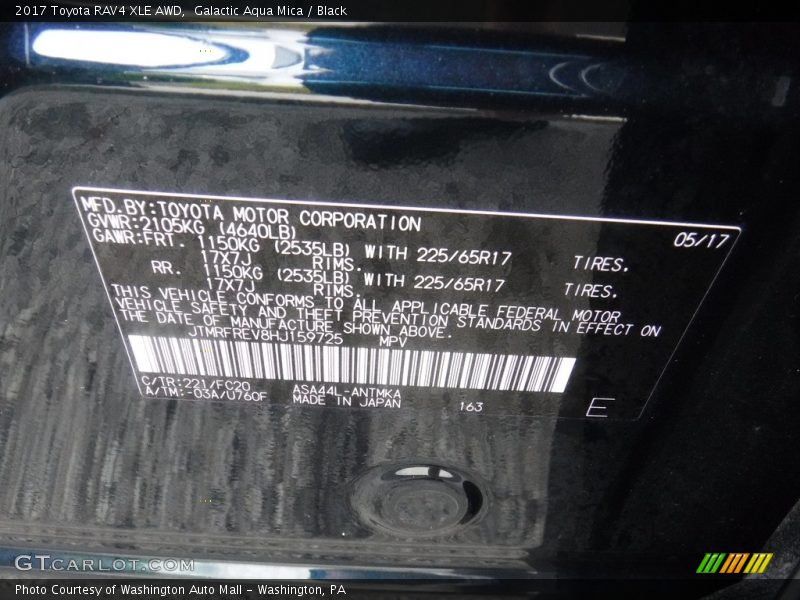 2017 Toyota RAV4 XLE AWD,  Galactic Aqua Mica / Black
MFD.BY:TOYOTA MOTOR CORPORATION
05/17
GVWR:2105KG (4640LB)
GAWR:FRT. 1150KG (2535LB) WITH 225/65R17 TIRES.
17X7J RIMS.
RR. 1150KG (2535LB) WITH 225/65R17 TIRES.
17X7J RIMS.
THIS VEHICLE CONFORMS TO ALL APPLICABLE FEDERAL MOTOR
VEHICLE SAFETY AND THEFT PREVENTION STANDARDS IN EFFECT ON
THE DATE OF MANUFACTURE SHOWN ABOVE.
JTMRFREV8HJ159725 MPV
C/TR:221/FC20 ASA44L-ANTMKA
A/TM:-03A/U760F MADE IN JAPAN 163 E
GTCARLOT.COM
Photo Courtesy of Washington Auto Mall - Washington, PA